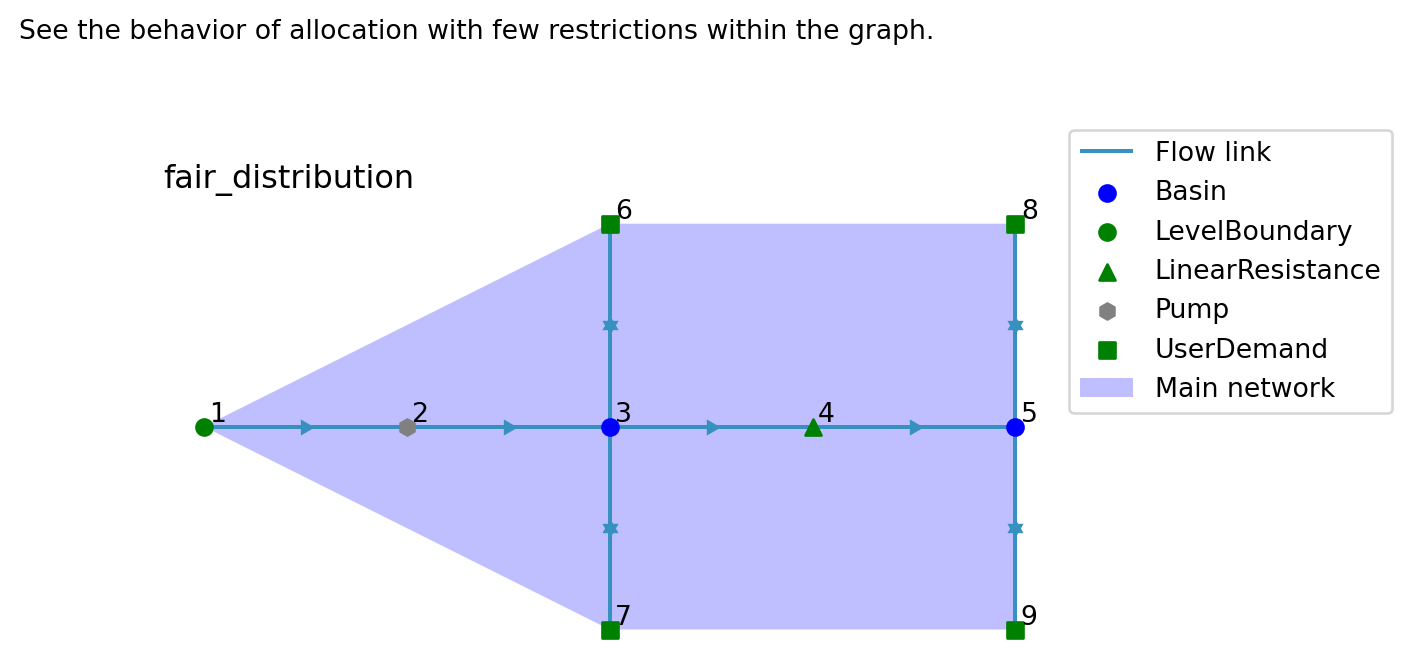 See the behavior of allocation with few restrictions within the graph.
fair_distribution
Flow link
Basin
LevelBoundary
LinearResistance
Pump
UserDemand
Main network
6
8
1
2
3
4
5
7
9